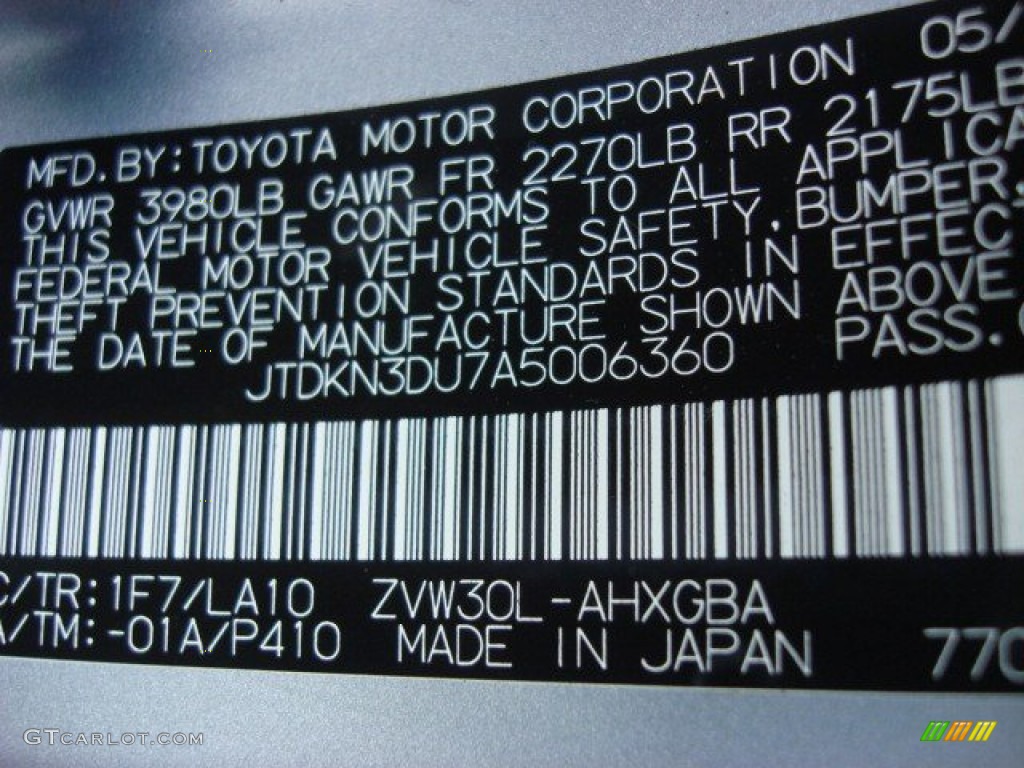 MFD. BY: TOYOTA MOTOR CORPORATION 05/
GVWR 3980LB GAWR FR 2270LB RR 2175LB
THIS VEHICLE CONFORMS TO ALL APPLICA
FEDERAL MOTOR VEHICLE SAFETY, BUMPER,
THEFT PREVENTION STANDARDS IN EFFEC
THE DATE OF MANUFACTURE SHOWN ABOVE
JTDKN3DU7A5006360 PASS.
C/TR: 1F7/LA10 ZVW30L-AHXGBA
A/TM: -01A/P410 MADE IN JAPAN 770
GTCARLOT.COM